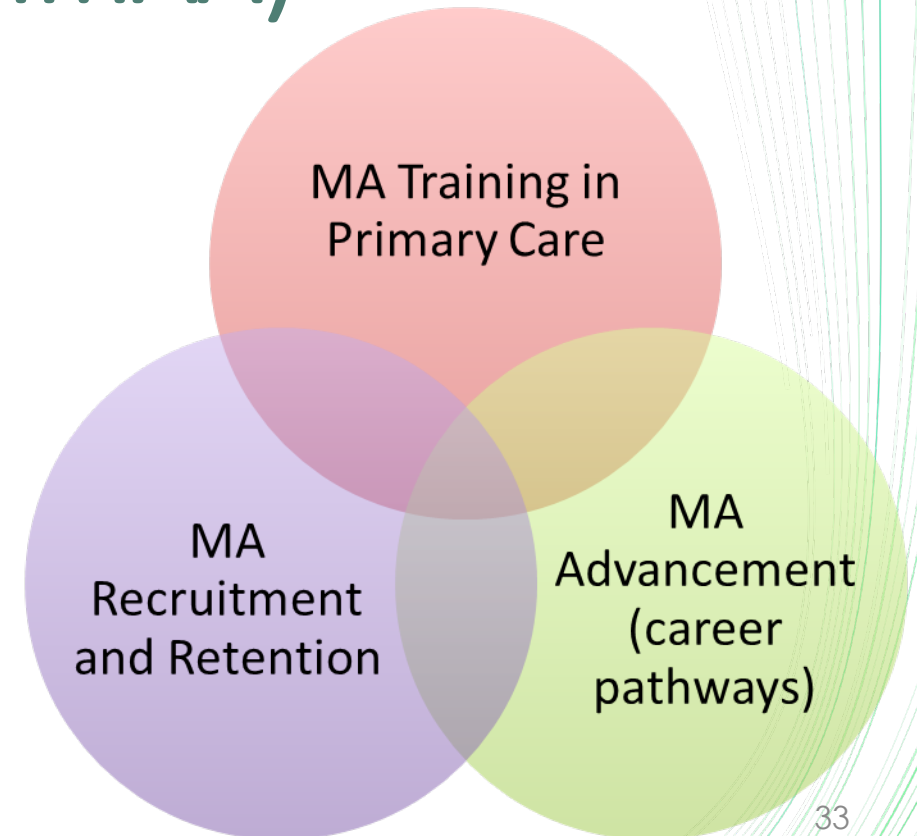 MA Training in
Primary Care
MA
Recruitment
and Retention
MA
Advancement
(career
pathways)
33